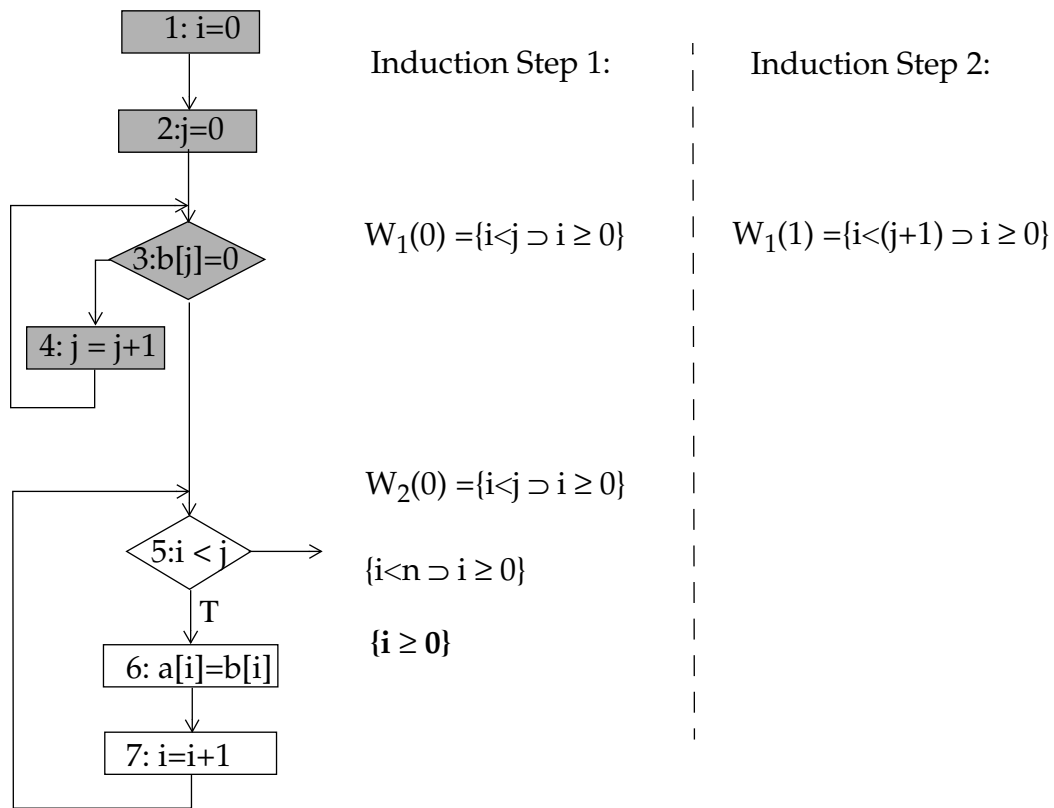 1: i=0
Induction Step 1:
Induction Step 2:
2:j=0
W₁(0) ={i<j ⊃ i ≥ 0}
W₁(1) ={i<(j+1) ⊃ i ≥ 0}
3:b[j]=0
4: j = j+1
W₂(0) ={i<j ⊃ i ≥ 0}
5:i < j
{i<n ⊃ i ≥ 0}
T
{i ≥ 0}
6: a[i]=b[i]
7: i=i+1